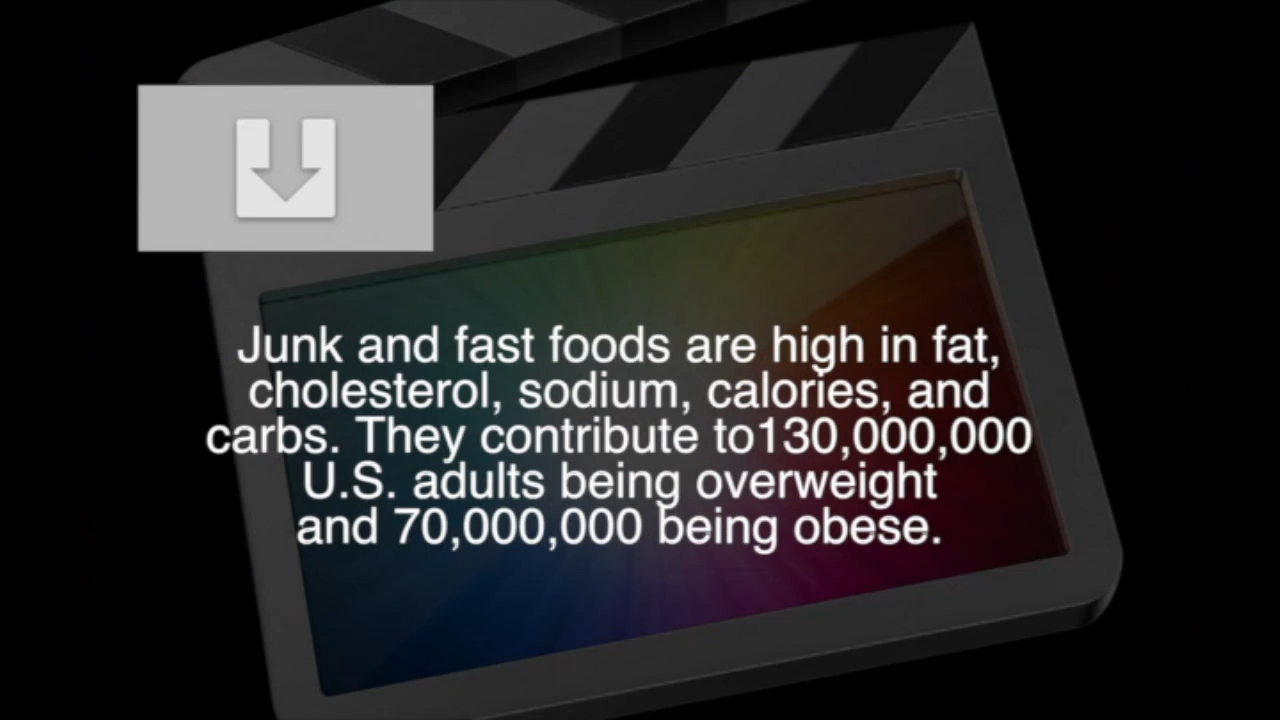 Junk and fast foods are high in fat,
cholesterol, sodium, calories, and
carbs. They contribute to130,000,000
U.S. adults being overweight
and 70,000,000 being obese.